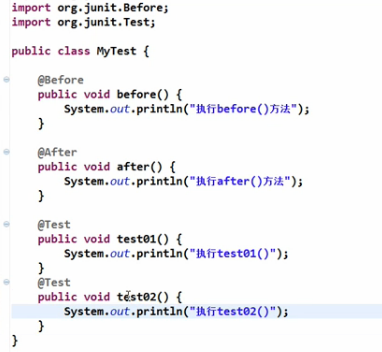 import org.junit.Before;
import org.junit.Test;
public class MyTest {
@Before
public void before() {
System.out.println("执行before()方法");
}
@After
public void after() {
System.out.println("执行after()方法");
}
@Test
public void test01() {
System.out.println("执行test01()");
}
@Test
public void test02() {
System.out.println("执行test02()");
}
}